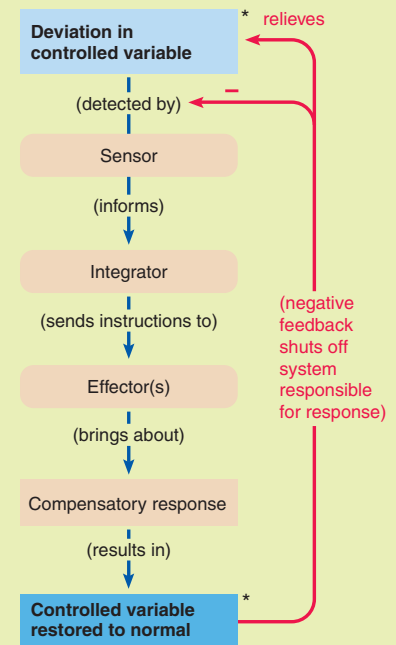 Deviation in
controlled variable
*
relieves
(detected by)
–
Sensor
(informs)
Integrator
(sends instructions to)
Effector(s)
(brings about)
Compensatory response
(results in)
Controlled variable
restored to normal
*
(negative
feedback
shuts off
system
responsible
for response)